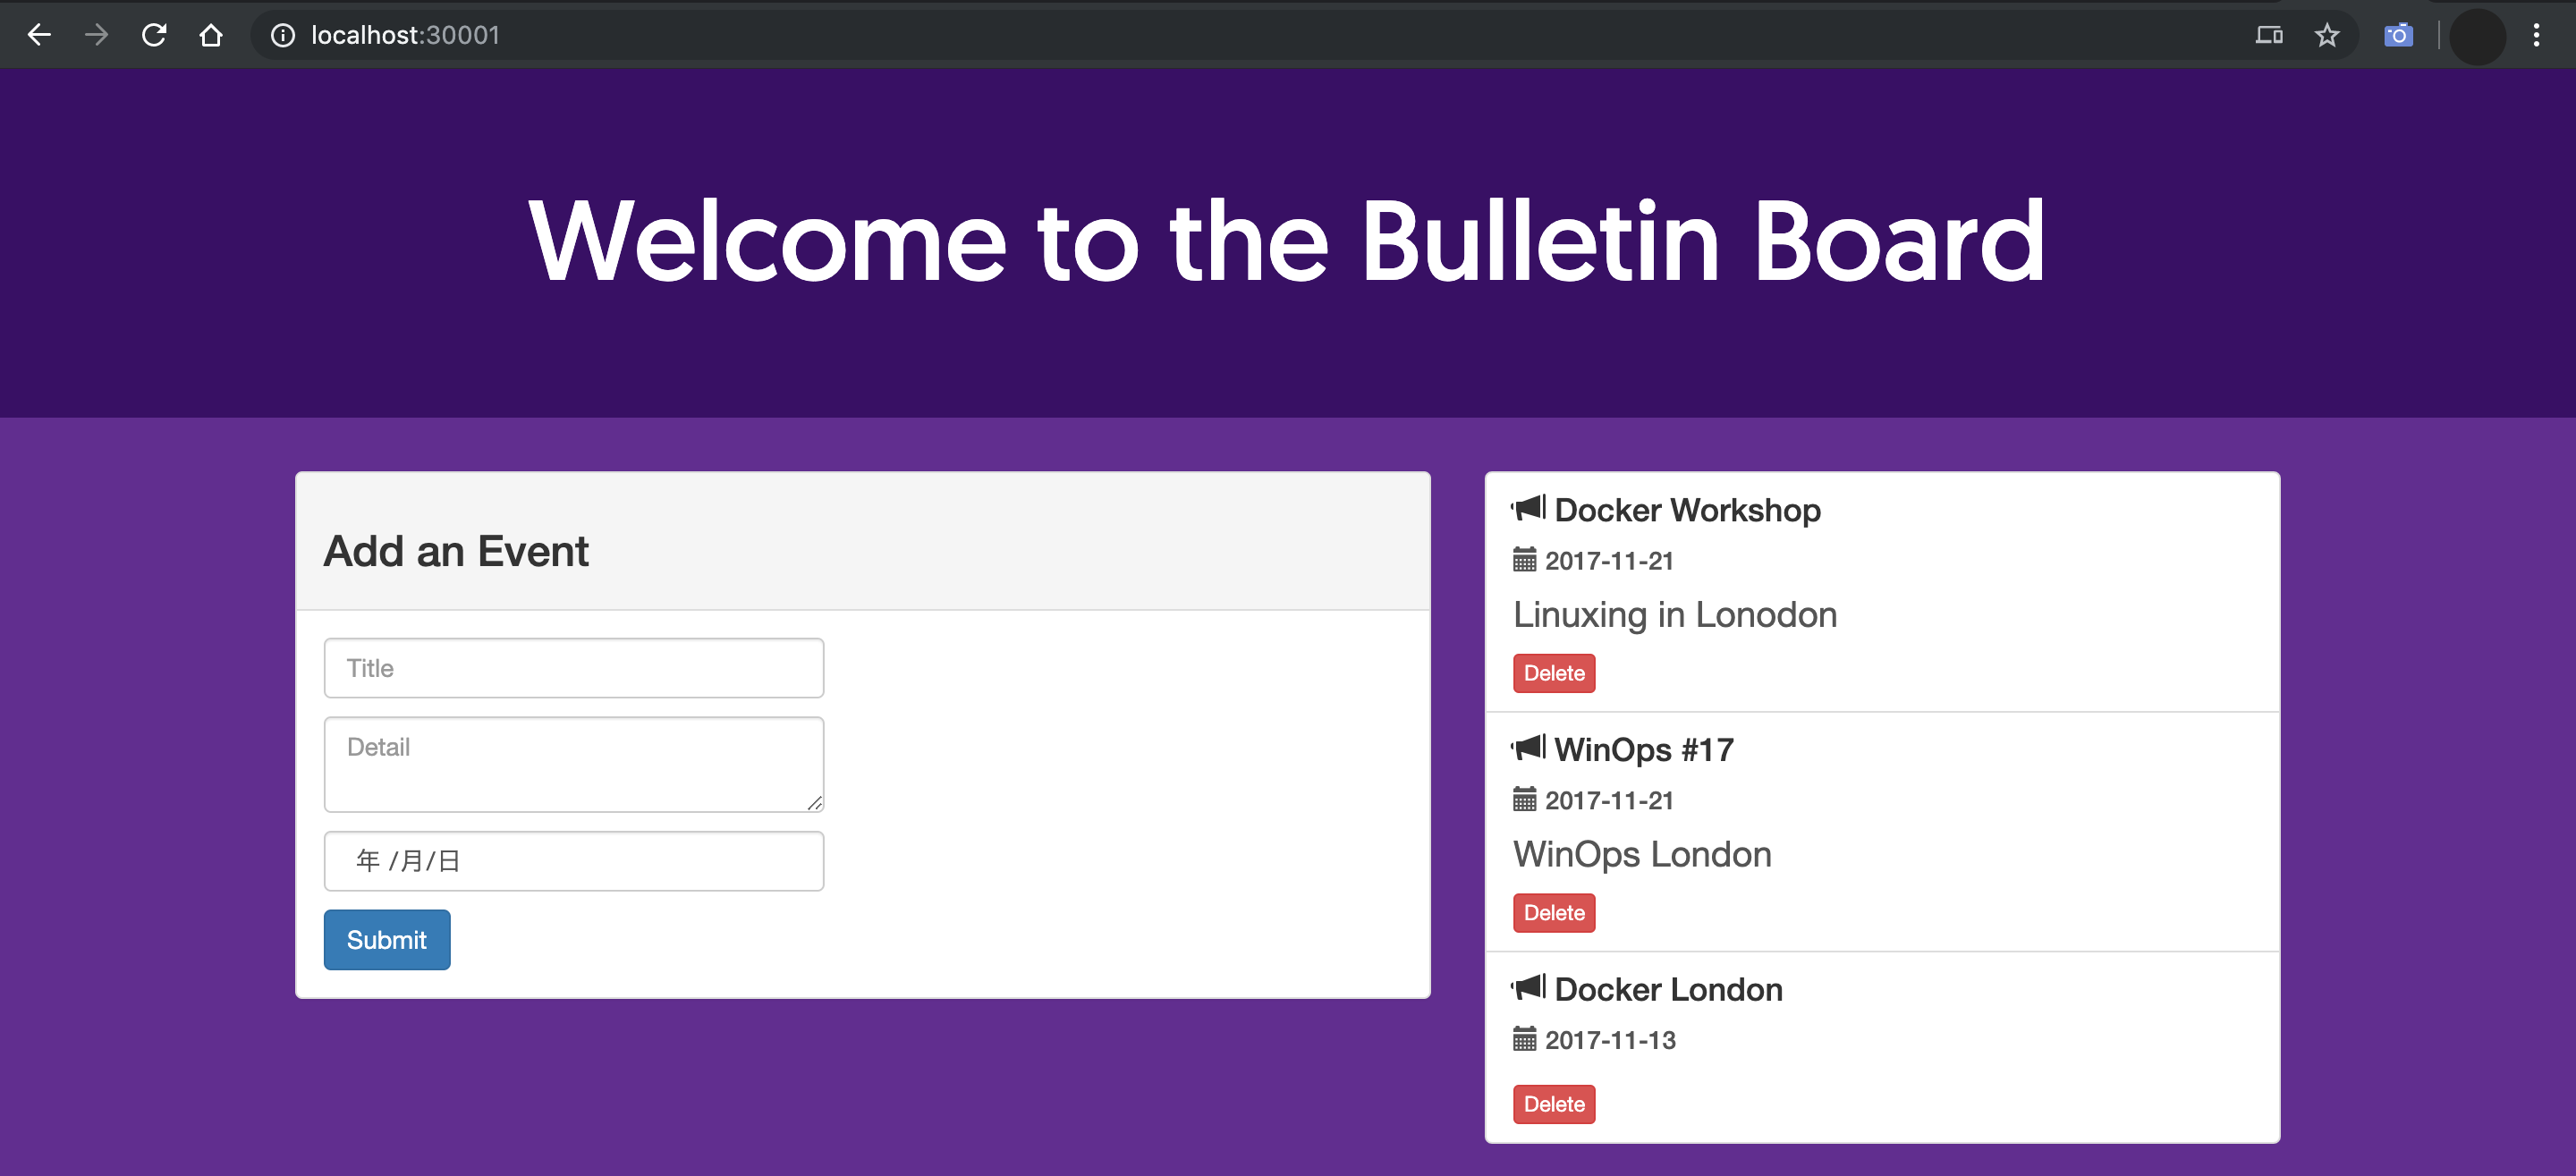 localhost:30001
Welcome to the Bulletin Board
Add an Event
Title
Detail
年 /月/日
Submit
Docker Workshop
2017-11-21
Linuxing in Lonodon
Delete
WinOps #17
2017-11-21
WinOps London
Delete
Docker London
2017-11-13
Delete